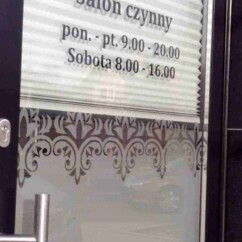 Salon czynny
pon. - pt. 9.00 - 20.00
Sobota 8.00 - 16.00